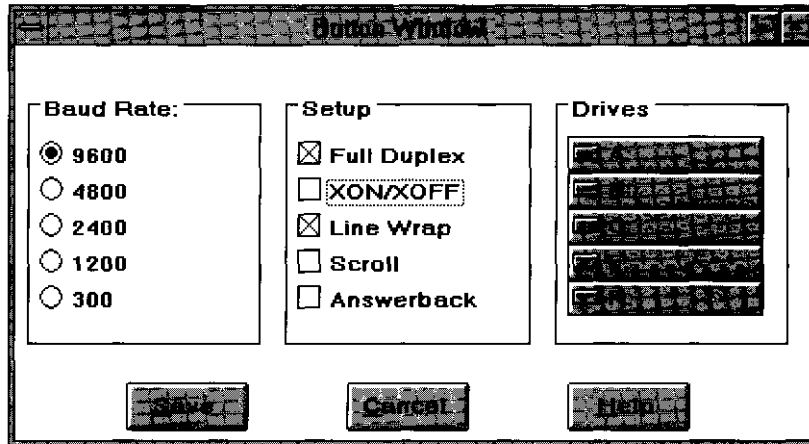 Button Window
Baud Rate:
9600
4800
2400
1200
300
Setup
Full Duplex
XON/XOFF
Line Wrap
Scroll
Answerback
Drives
A
Save
Cancel
Help